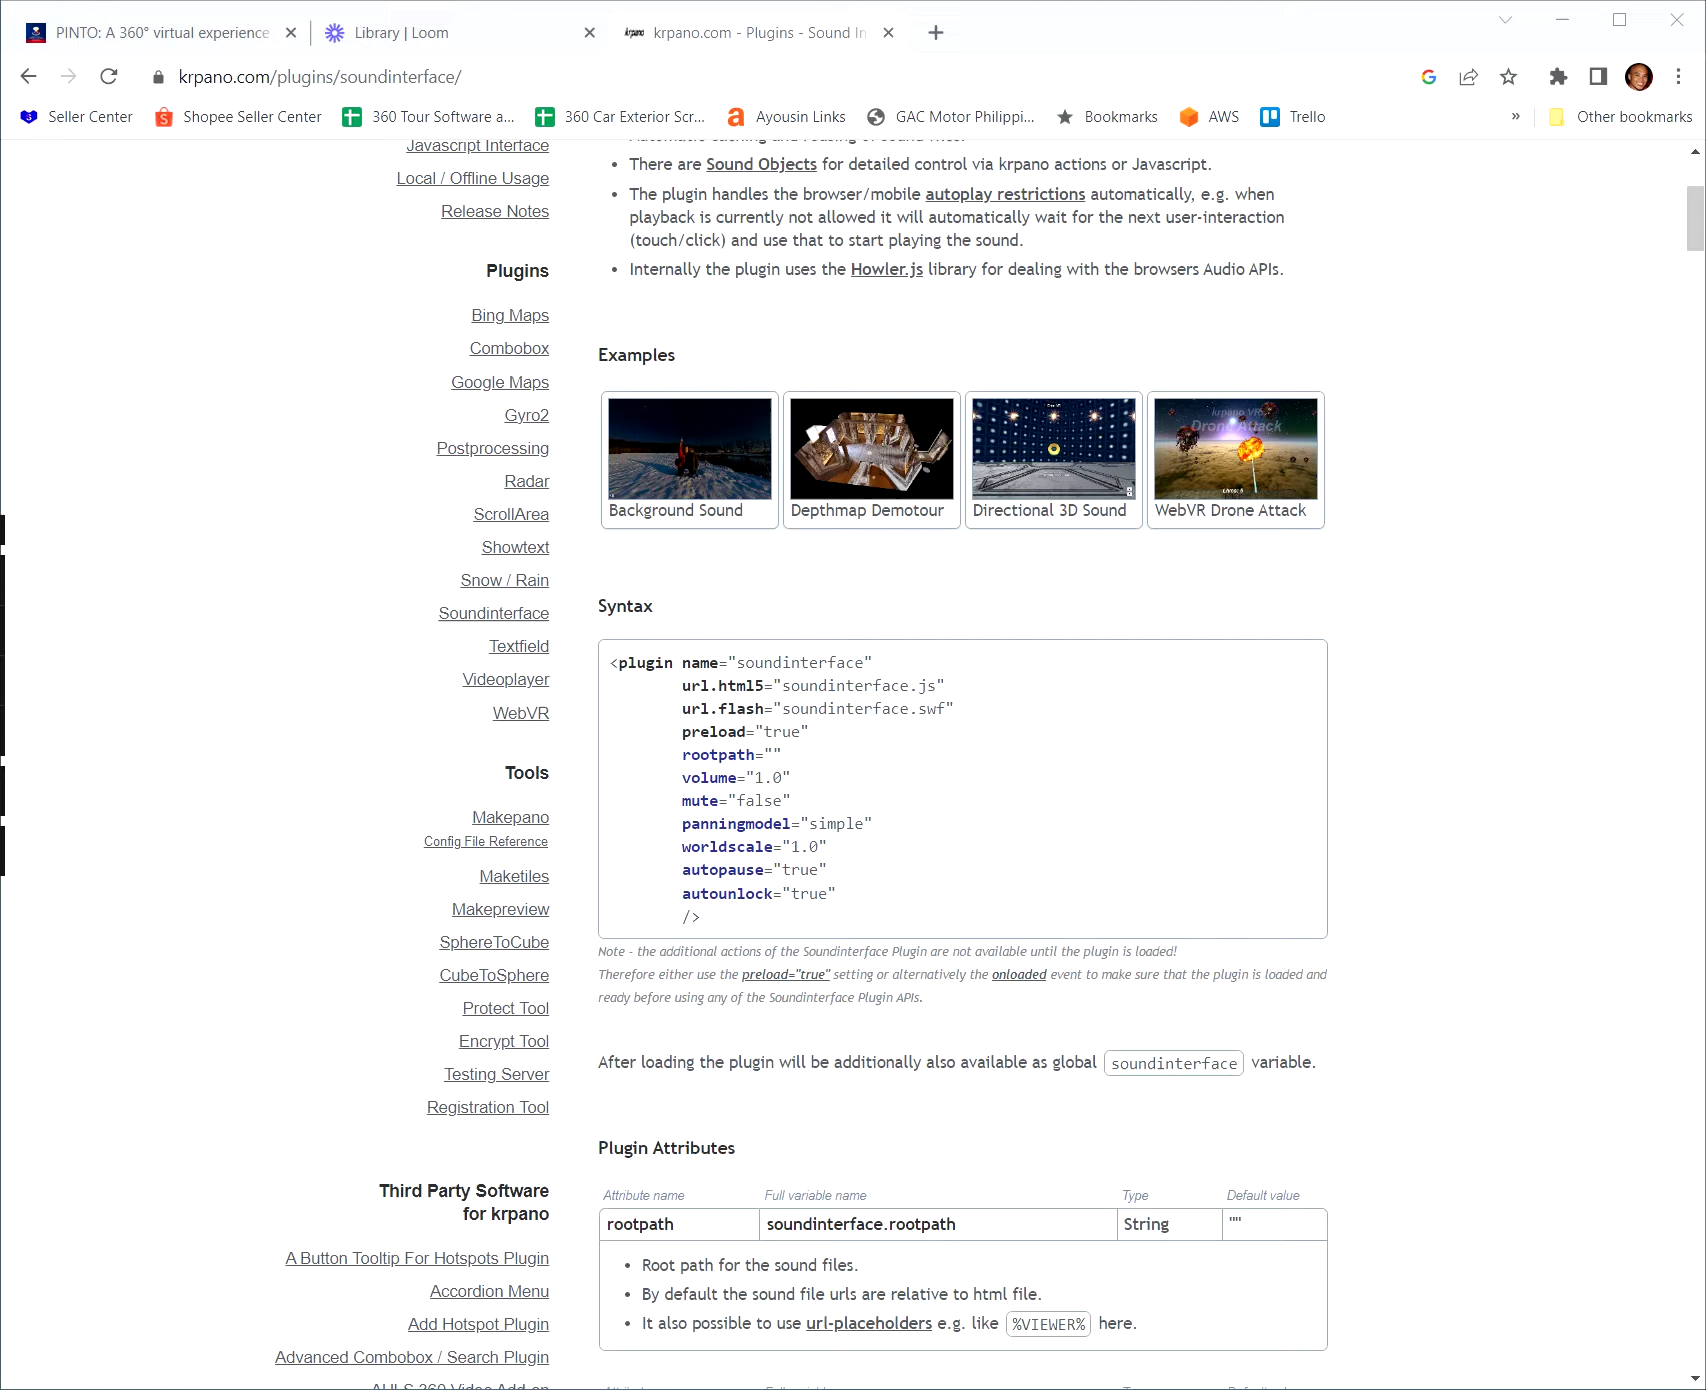 PINTO: A 360° virtual experience
Library | Loom
krpano krpano.com - Plugins - Sound In
krpano.com/plugins/soundinterface/
Seller Center
Shopee Seller Center
360 Tour Software a...
360 Car Exterior Scr...
Ayousin Links
GAC Motor Philippi...
Bookmarks
AWS
Trello
»
Other bookmarks
Javascript Interface
Local / Offline Usage
Release Notes
Plugins
Bing Maps
Combobox
Google Maps
Gyro2
Postprocessing
Radar
ScrollArea
Showtext
Snow / Rain
Soundinterface
Textfield
Videoplayer
WebVR
Tools
Makepano
Config File Reference
Maketiles
Makepreview
SphereToCube
CubeToSphere
Protect Tool
Encrypt Tool
Testing Server
Registration Tool
Third Party Software
for krpano
A Button Tooltip For Hotspots Plugin
Accordion Menu
Add Hotspot Plugin
Advanced Combobox / Search Plugin
• There are Sound Objects for detailed control via krpano actions or Javascript.
• The plugin handles the browser/mobile autoplay restrictions automatically, e.g. when
playback is currently not allowed it will automatically wait for the next user-interaction
(touch/click) and use that to start playing the sound.
• Internally the plugin uses the Howler.js library for dealing with the browsers Audio APIs.
Examples
krpano VR
Drone Attack
Background Sound
Depthmap Demotour
Directional 3D Sound
WebVR Drone Attack
Syntax
<plugin name="soundinterface"
url.html5="soundinterface.js"
url.flash="soundinterface.swf"
preload="true"
rootpath=""
volume="1.0"
mute="false"
panningmodel="simple"
worldscale="1.0"
autopause="true"
autounlock="true"
/>
Note - the additional actions of the Soundinterface Plugin are not available until the plugin is loaded!
Therefore either use the preload="true" setting or alternatively the onloaded event to make sure that the plugin is loaded and
ready before using any of the Soundinterface Plugin APIs.
After loading the plugin will be additionally also available as global soundinterface variable.
Plugin Attributes
Attribute name Full variable name Type Default value
rootpath soundinterface.rootpath String ""
• Root path for the sound files.
• By default the sound file urls are relative to html file.
• It also possible to use url-placeholders e.g. like %VIEWER% here.